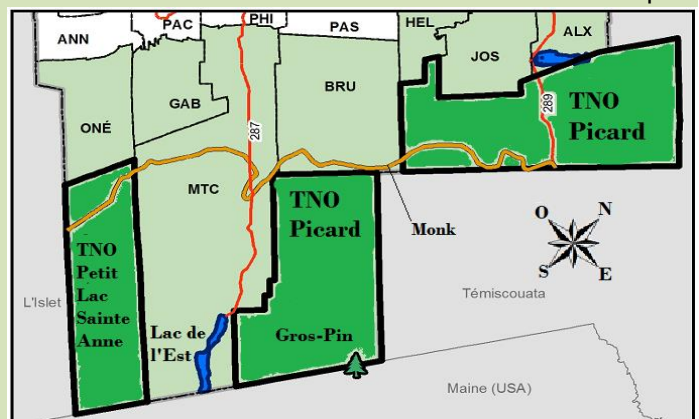 ANN
PAC
PHI
PAS
HEL
JOS
ALX
ONÉ
GAB
287
BRU
289
TNO
Picard
MTC
TNO
Picard
Monk
O N
S E
TNO
Petit
Lac
Sainte
Anne
L'Islet
Lac de
l'Est
Gros-Pin
Témiscouata
Maine (USA)